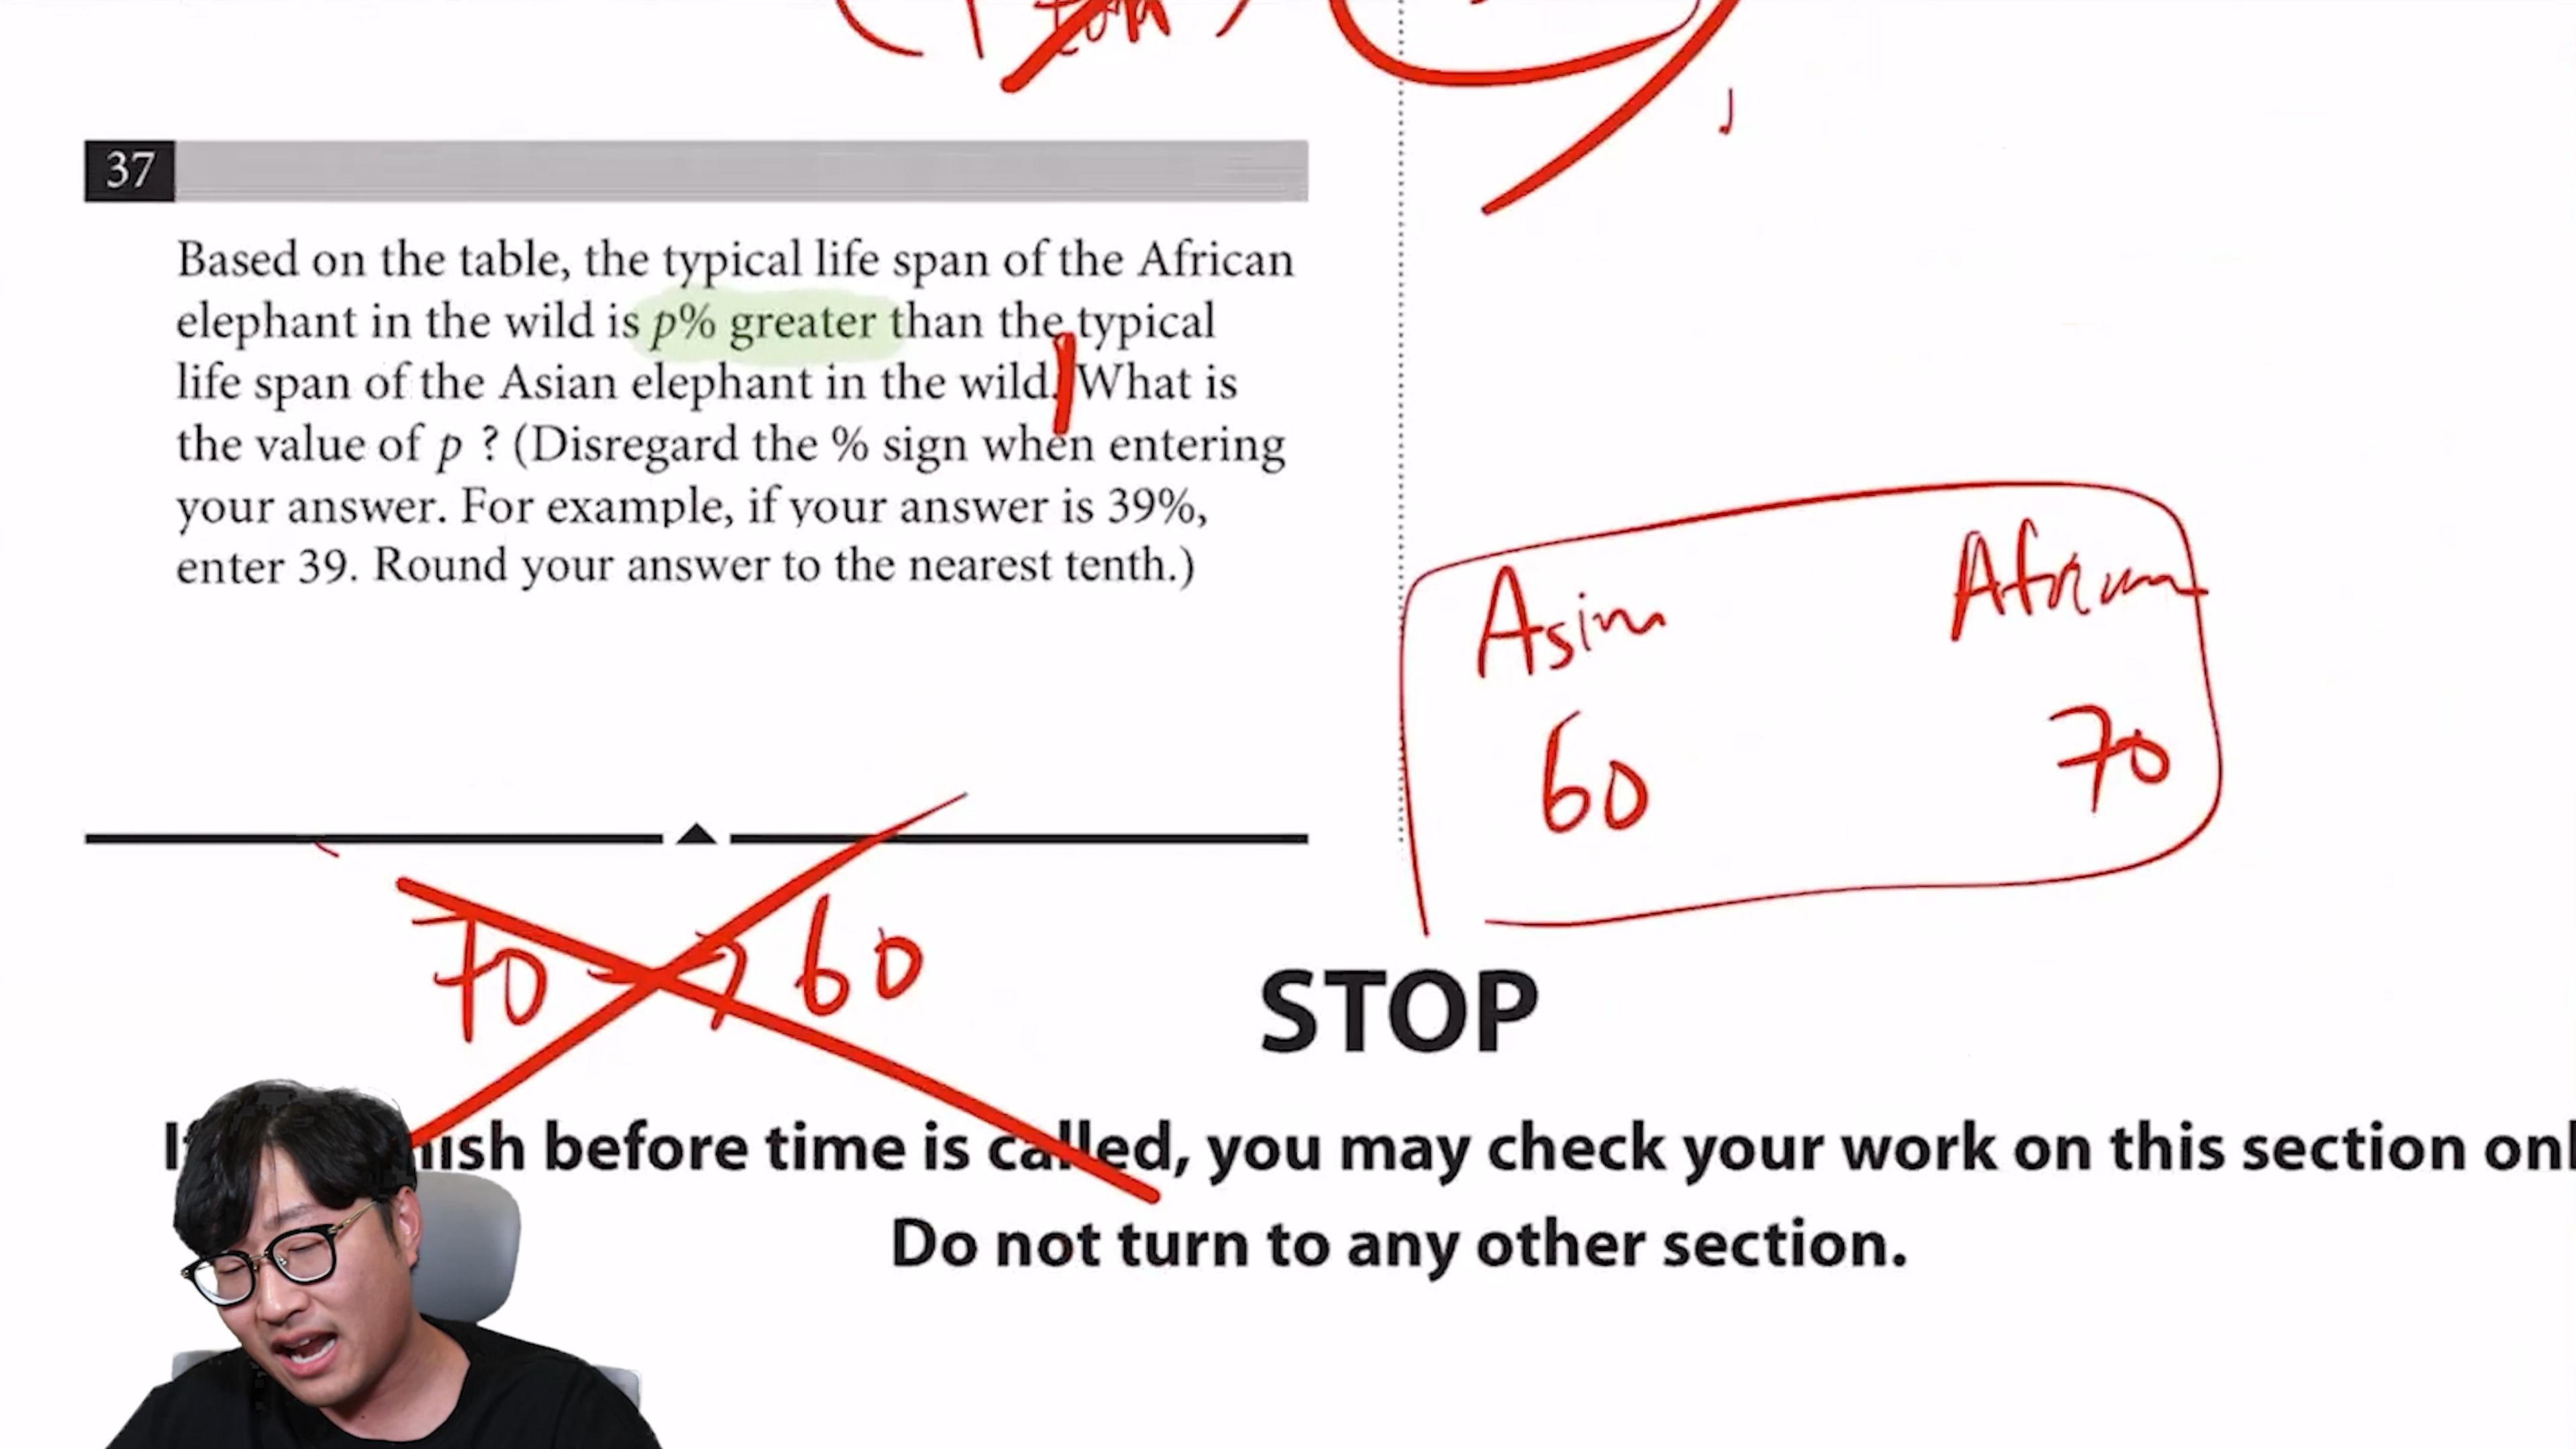 37
Based on the table, the typical life span of the African
elephant in the wild is p% greater than the typical
life span of the Asian elephant in the wild. What is
the value of p ? (Disregard the % sign when entering
your answer. For example, if your answer is 39%,
enter 39. Round your answer to the nearest tenth.)
Asian African
60 70
70 → 60
STOP
nish before time is called, you may check your work on this section onl
Do not turn to any other section.